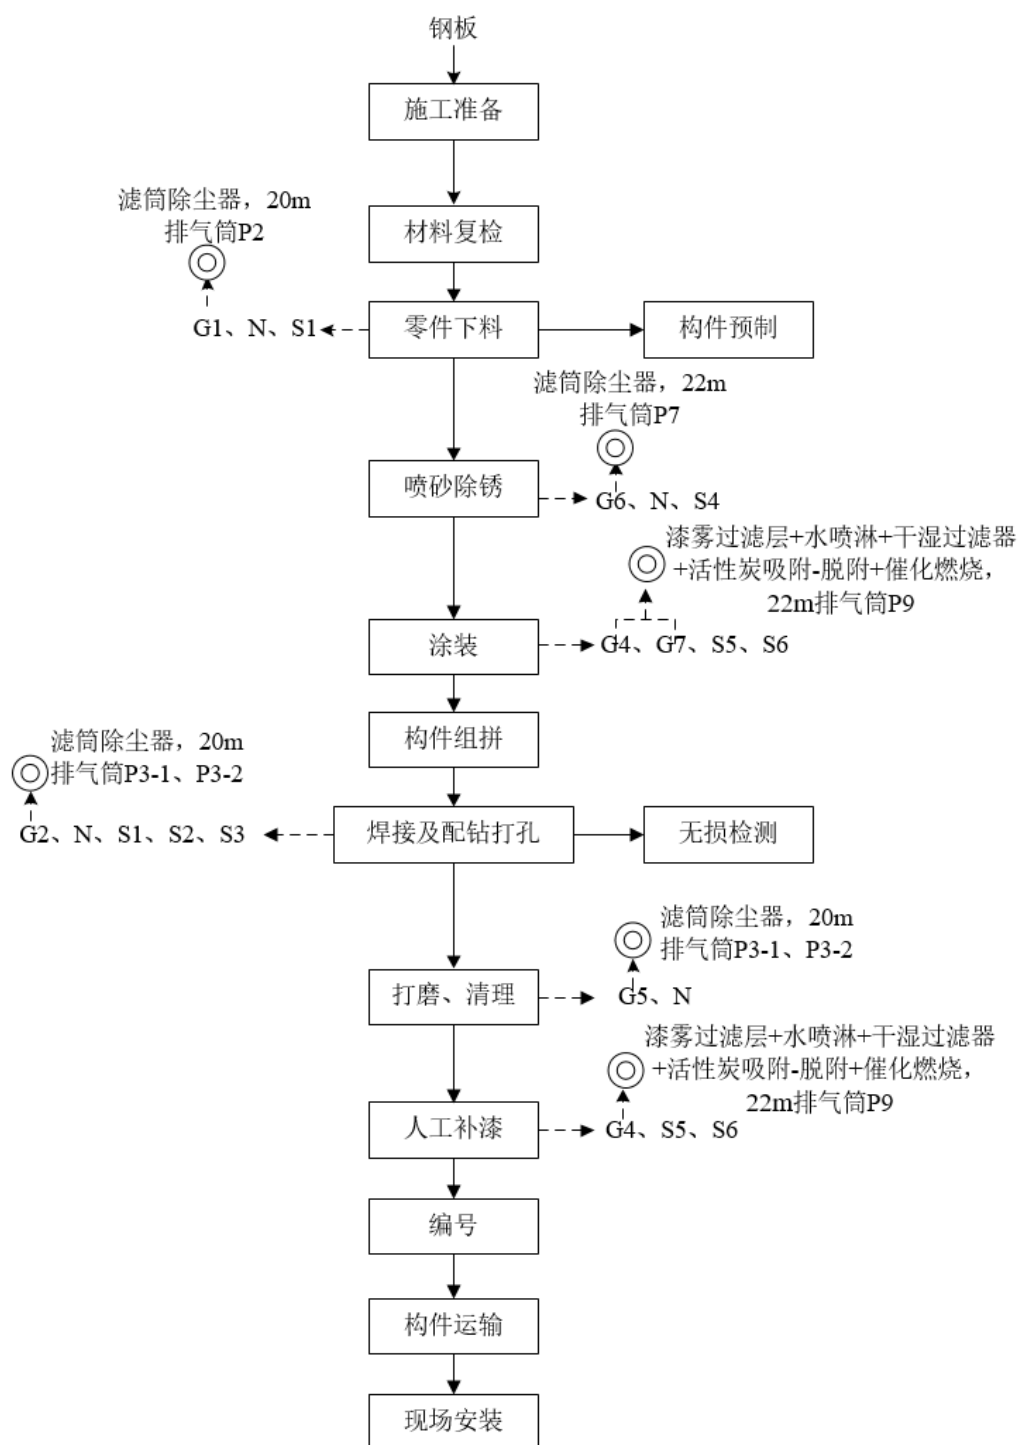 钢板
施工准备
滤筒除尘器，20m
排气筒P2
材料复检
G1、N、S1
零件下料
构件预制
滤筒除尘器，22m
排气筒P7
喷砂除锈
G6、N、S4
漆雾过滤层+水喷淋+干湿过滤器
+活性炭吸附-脱附+催化燃烧，
22m排气筒P9
涂装
G4、G7、S5、S6
构件组拼
滤筒除尘器，20m
排气筒P3-1、P3-2
G2、N、S1、S2、S3
焊接及配钻打孔
无损检测
滤筒除尘器，20m
排气筒P3-1、P3-2
打磨、清理
G5、N
漆雾过滤层+水喷淋+干湿过滤器
+活性炭吸附-脱附+催化燃烧，
22m排气筒P9
人工补漆
G4、S5、S6
编号
构件运输
现场安装